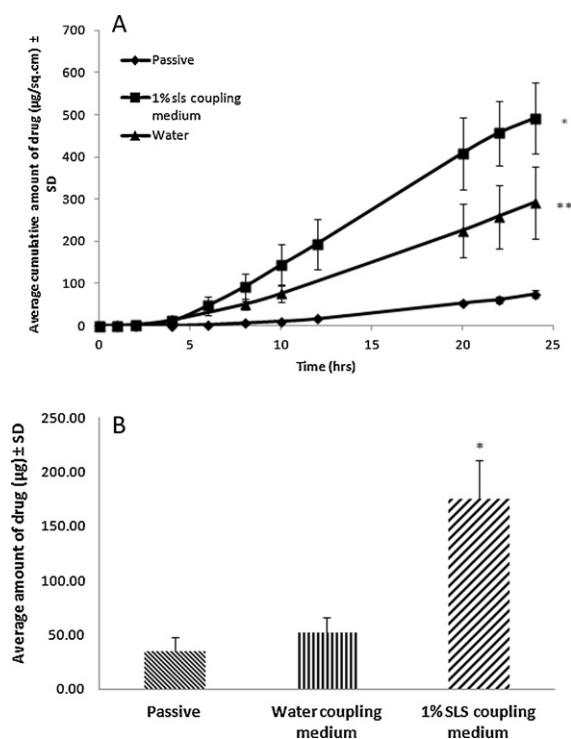 A
Average cumulative amount of drug (µg/sq.cm) ±
SD
700
600
500
400
300
200
100
0
Passive
1% sls coupling
medium
Water
*
**
0
5
10
15
20
25
Time (hrs)
B
Average amount of drug (µg) ± SD
250.00
200.00
150.00
100.00
50.00
0.00
*
Passive
Water coupling
medium
1% SLS coupling
medium